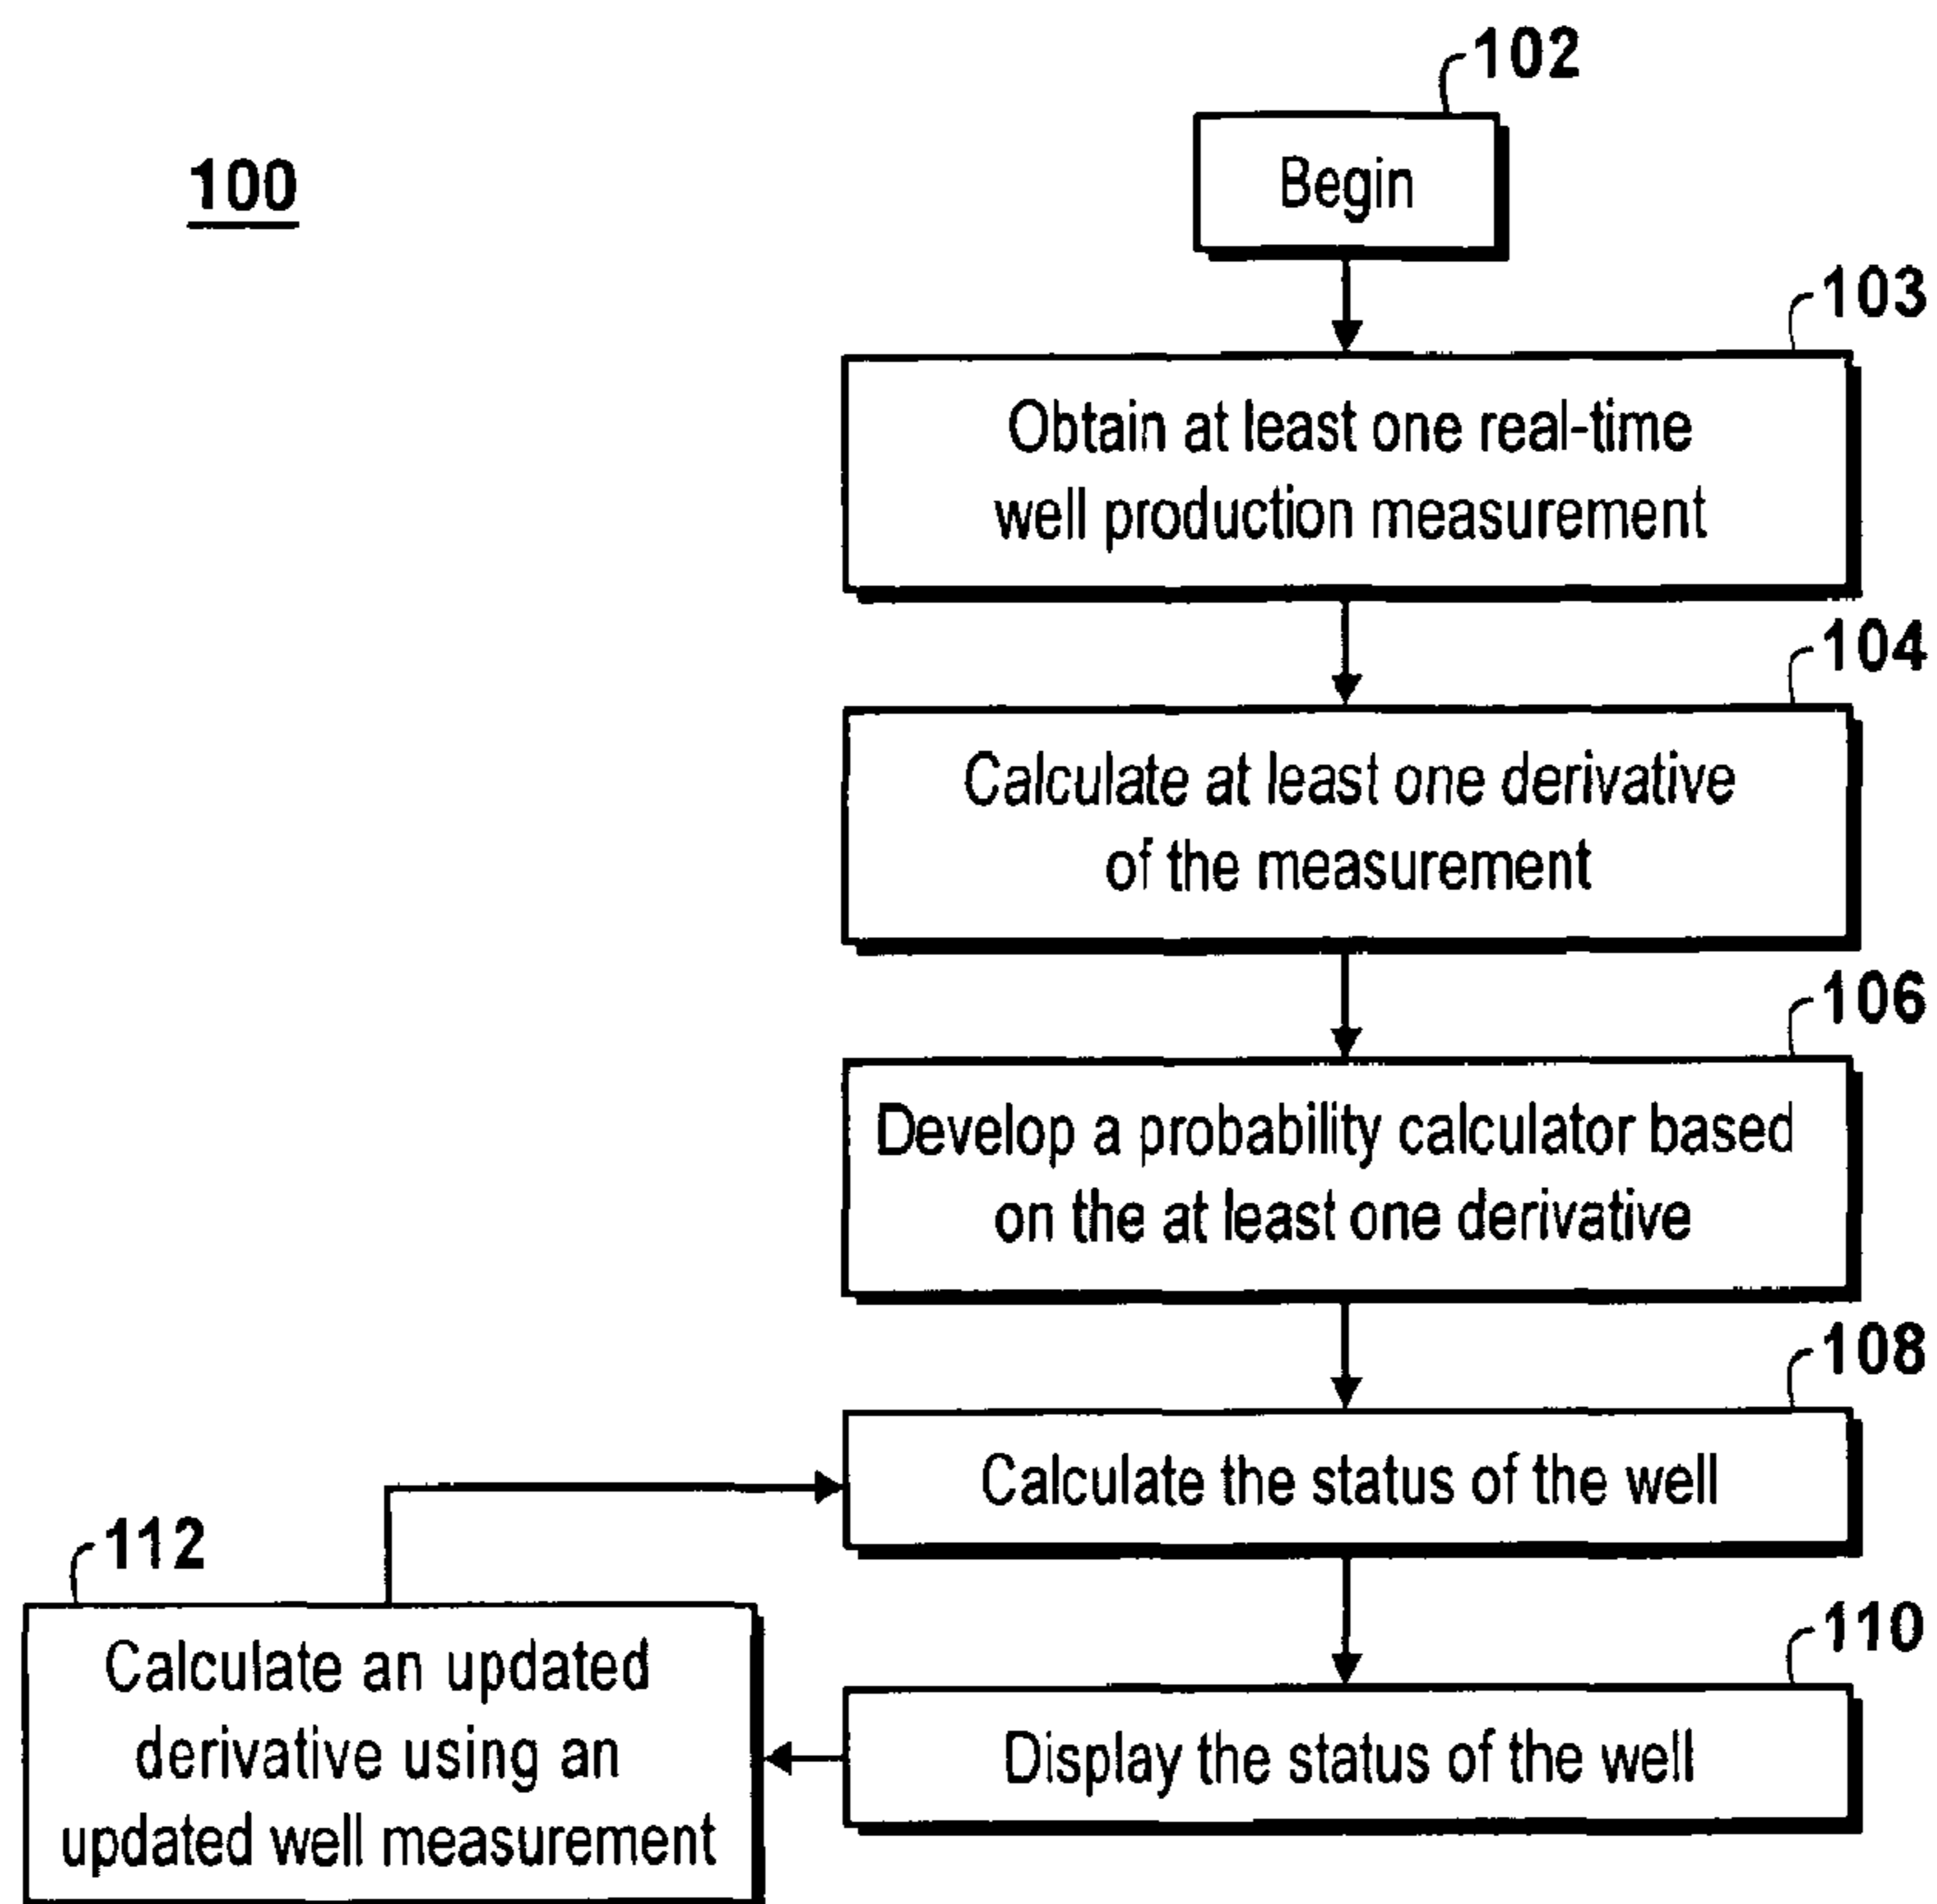 100
102
Begin
103
Obtain at least one real-time
well production measurement
104
Calculate at least one derivative
of the measurement
106
Develop a probability calculator based
on the at least one derivative
108
Calculate the status of the well
110
Display the status of the well
112
Calculate an updated
derivative using an
updated well measurement